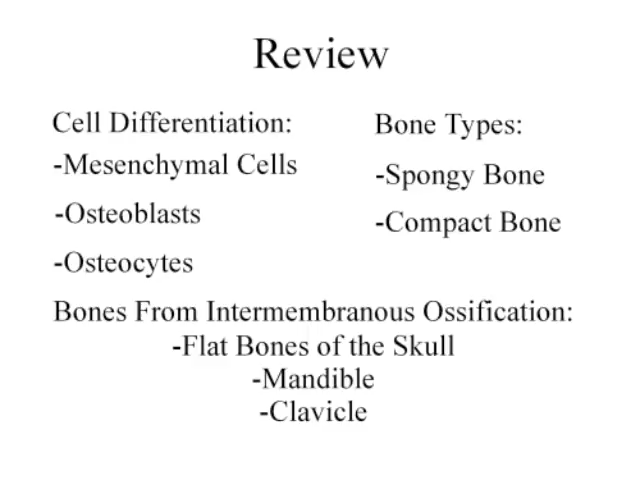 Review
Cell Differentiation:
-Mesenchymal Cells
-Osteoblasts
-Osteocytes
Bone Types:
-Spongy Bone
-Compact Bone
Bones From Intermembranous Ossification:
-Flat Bones of the Skull
-Mandible
-Clavicle